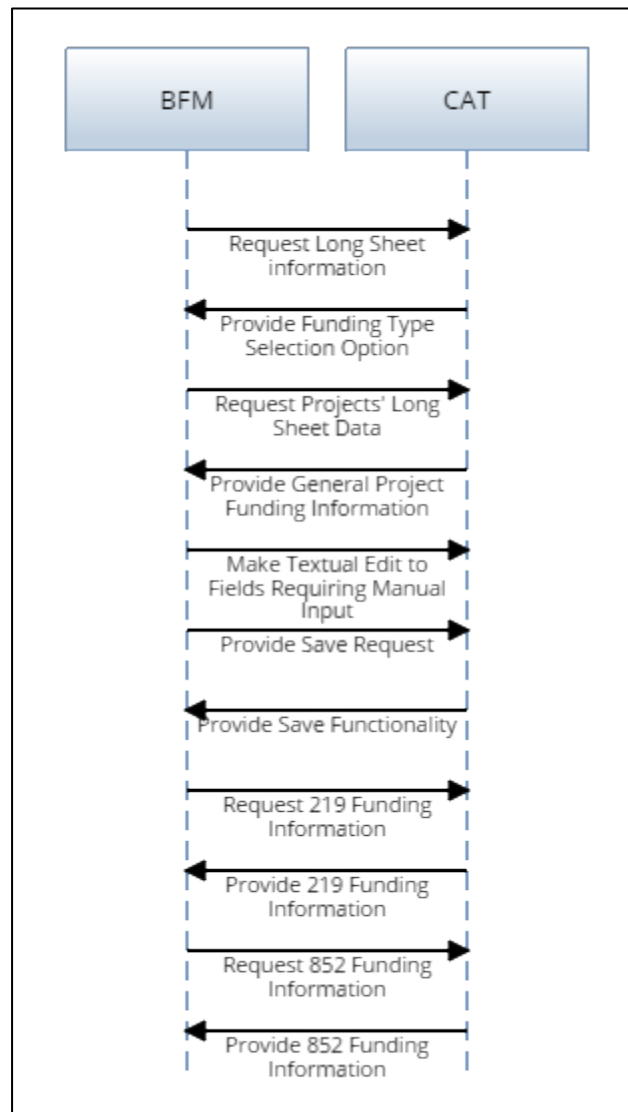 BFM
CAT
Request Long Sheet
information
Provide Funding Type
Selection Option
Request Projects' Long
Sheet Data
Provide General Project
Funding Information
Make Textual Edit to
Fields Requiring Manual
Input
Provide Save Request
Provide Save Functionality
Request 219 Funding
Information
Provide 219 Funding
Information
Request 852 Funding
Information
Provide 852 Funding
Information